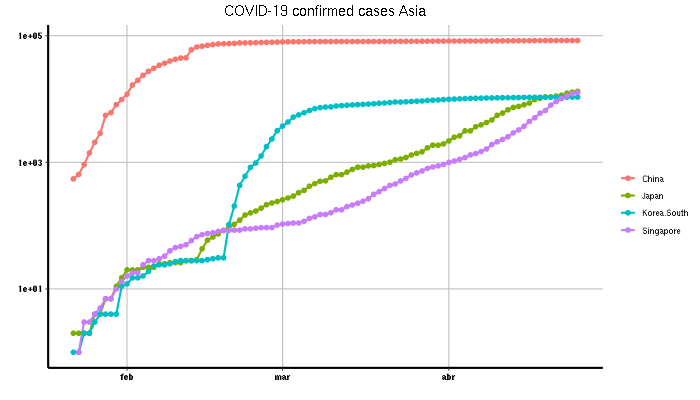 COVID-19 confirmed cases Asia
1e+05
1e+03
1e+01
feb
mar
abr
China
Japan
Korea.South
Singapore